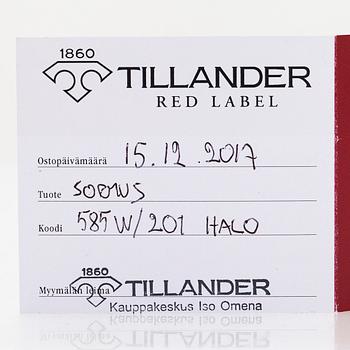 1860
TILLANDER
RED LABEL
Ostopäivämäärä 15.12.2017
Tuote SORMUS
Koodi 585W/201 HALO
1860
Myymälän leima TILLANDER
Kauppakeskus Iso Omena